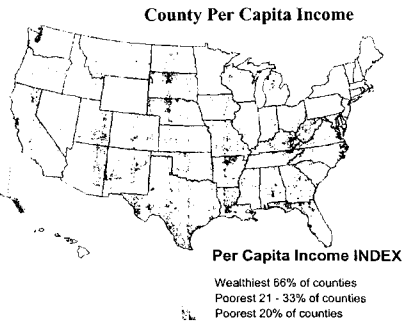 County Per Capita Income
Per Capita Income INDEX
Wealthiest 66% of counties
Poorest 21 - 33% of counties
Poorest 20% of counties